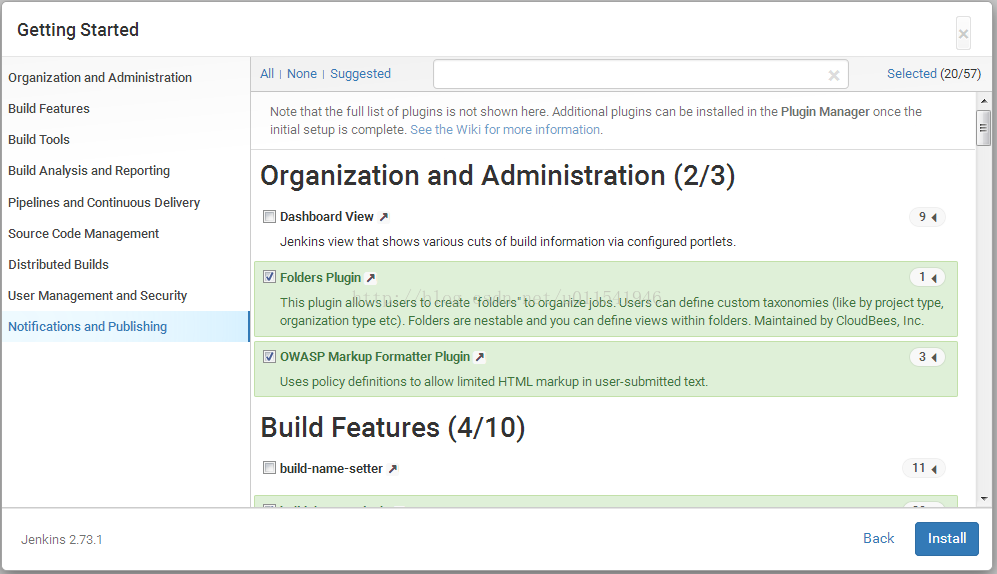 Getting Started
×
Organization and Administration
Build Features
Build Tools
Build Analysis and Reporting
Pipelines and Continuous Delivery
Source Code Management
Distributed Builds
User Management and Security
Notifications and Publishing
All | None | Suggested
×
Selected (20/57)
Note that the full list of plugins is not shown here. Additional plugins can be installed in the Plugin Manager once the
initial setup is complete. See the Wiki for more information.
Organization and Administration (2/3)
Dashboard View
9
Jenkins view that shows various cuts of build information via configured portlets.
Folders Plugin
1
This plugin allows users to create "folders" to organize jobs. Users can define custom taxonomies (like by project type,
organization type etc). Folders are nestable and you can define views within folders. Maintained by CloudBees, Inc.
OWASP Markup Formatter Plugin
3
Uses policy definitions to allow limited HTML markup in user-submitted text.
Build Features (4/10)
build-name-setter
11
Jenkins 2.73.1
Back
Install